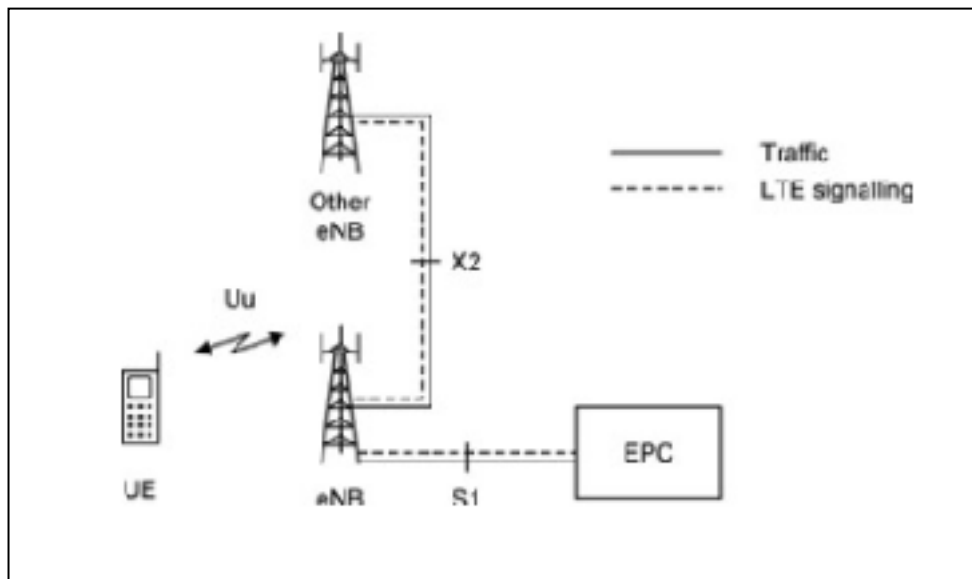 Traffic
LTE signalling
Other
eNB
X2
Uu
EPC
UE
eNB
S1